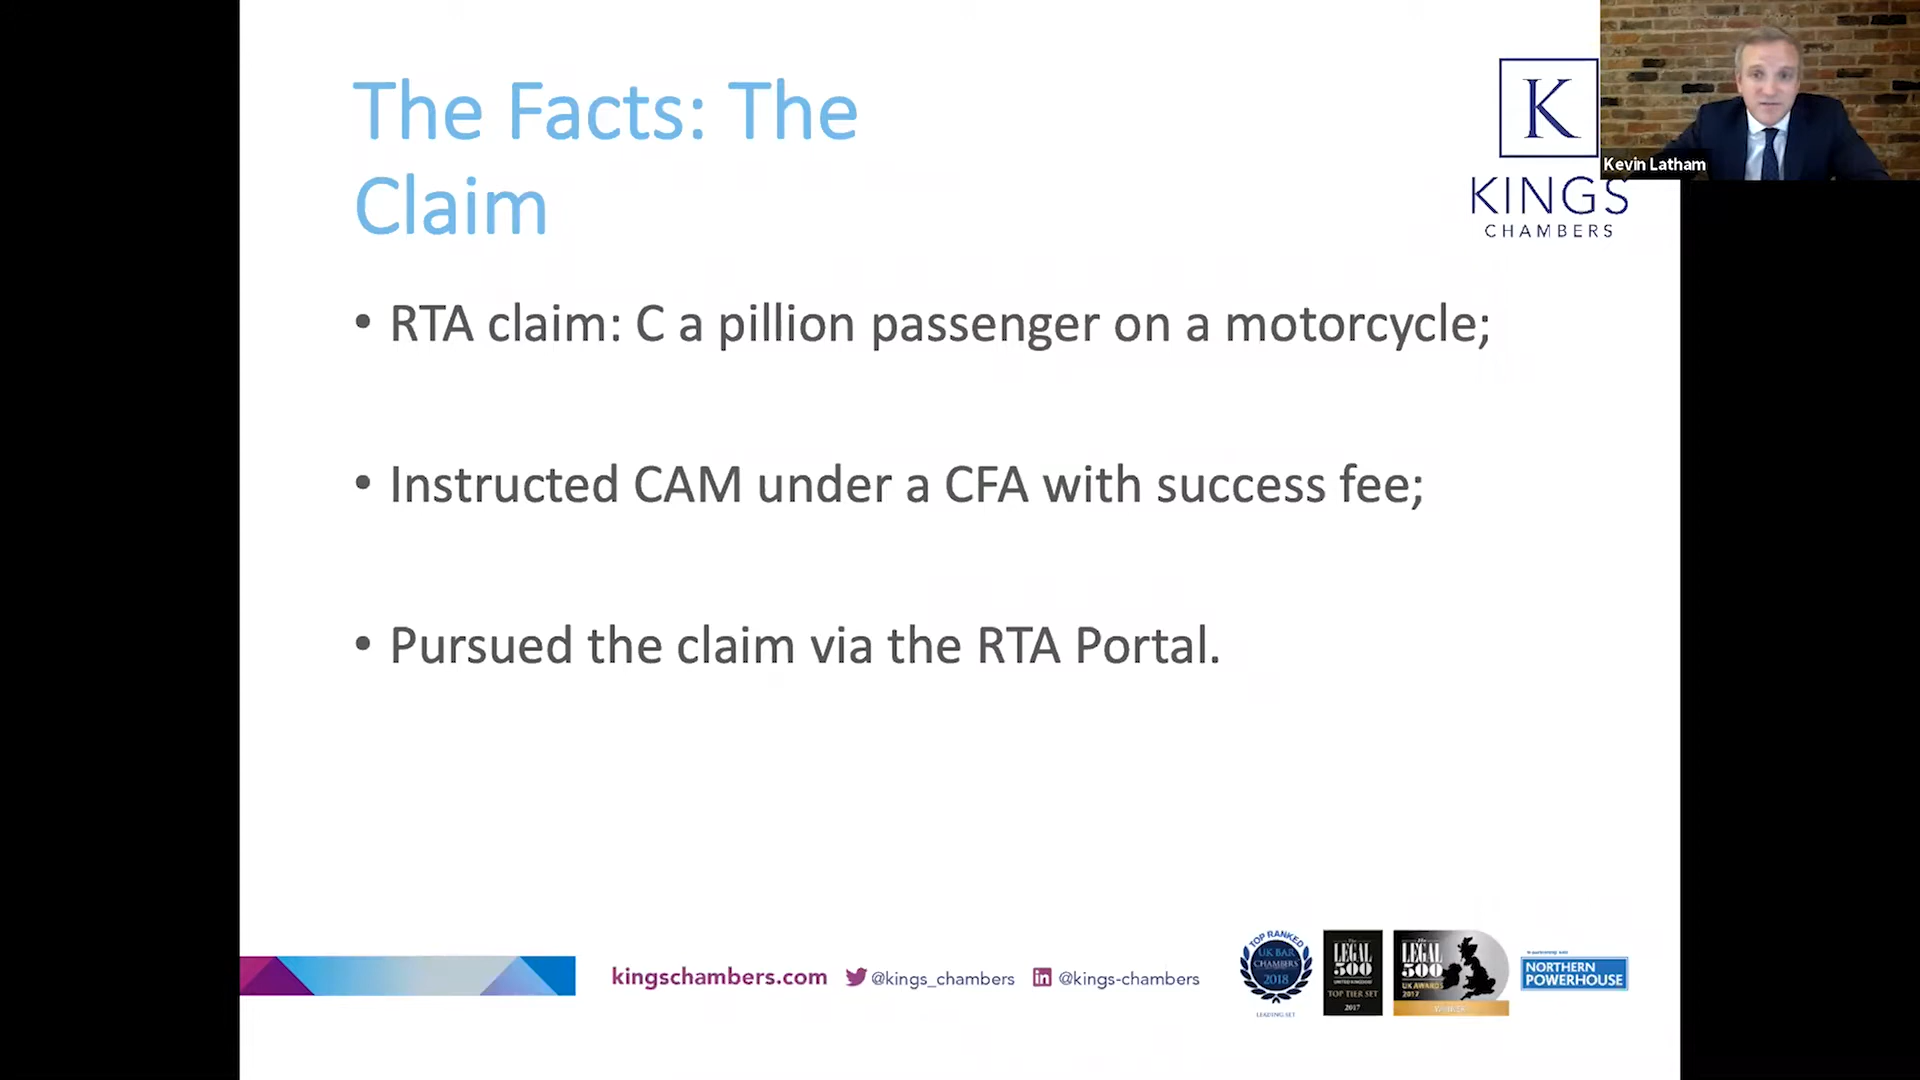 The Facts: The
Claim
K
KINGS
CHAMBERS
Kevin Latham
• RTA claim: C a pillion passenger on a motorcycle;
• Instructed CAM under a CFA with success fee;
• Pursued the claim via the RTA Portal.
kingschambers.com
@kings_chambers
in
@kings-chambers
TOP RANKED
UK BAR
CHAMBERS
2018
LEADING SET
The
LEGAL
500
UNITED KINGDOM
TOP TIER SET
2017
The
LEGAL
500
UK AWARDS
2017
NORTHERN
POWERHOUSE